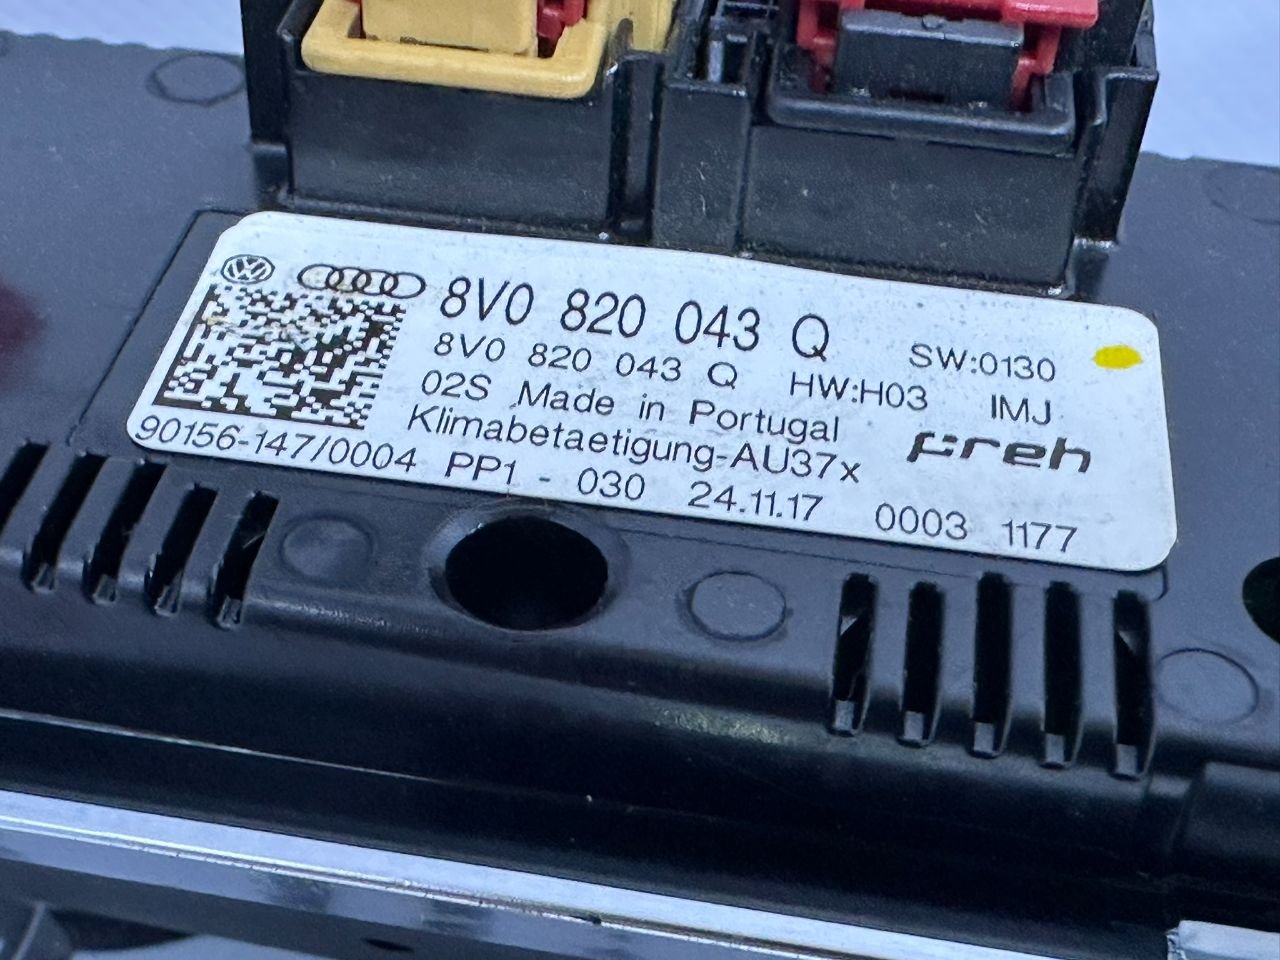 8V0 820 043 Q
8V0 820 043 Q HW:H03 SW:0130
02S Made in Portugal IMJ
Klimabetaetigung-AU37x preh
90156-147/0004 PP1 - 030 24.11.17 0003 1177